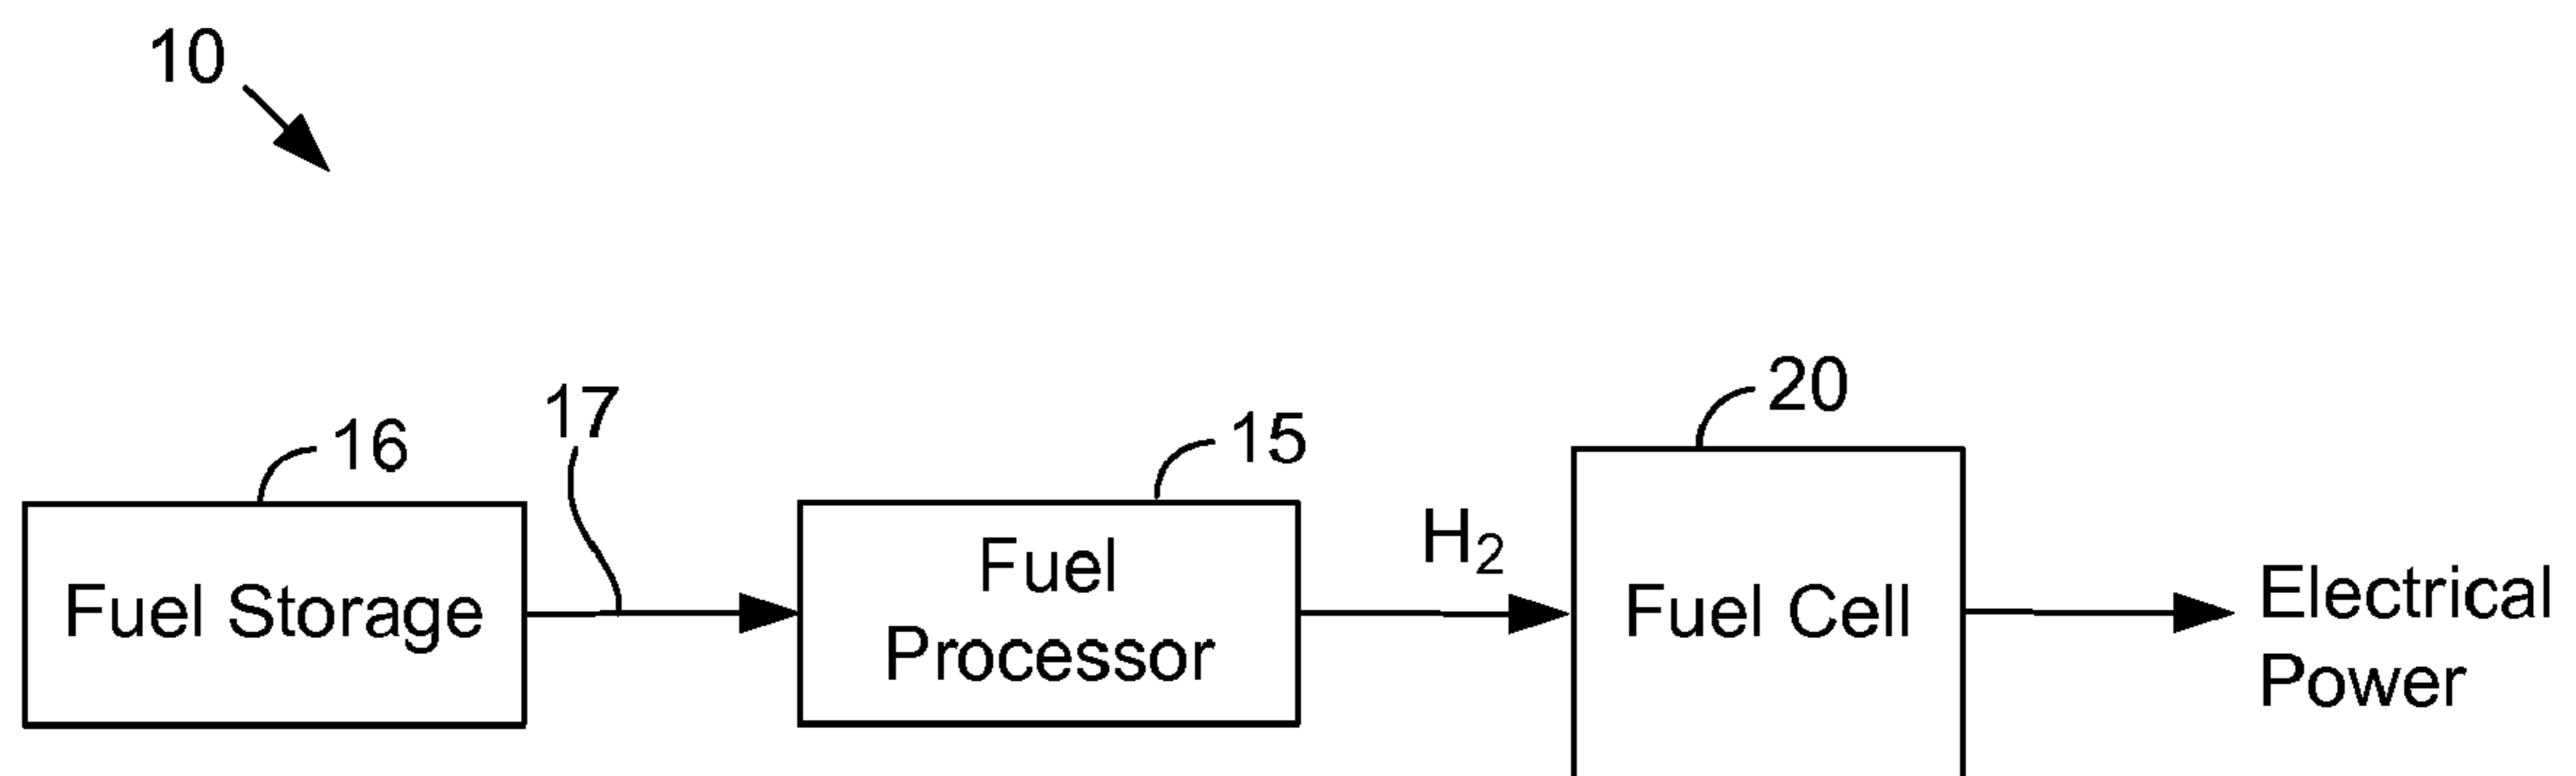 10
17
20
16
15
H₂
Fuel Storage
Fuel
Processor
Fuel Cell
Electrical
Power